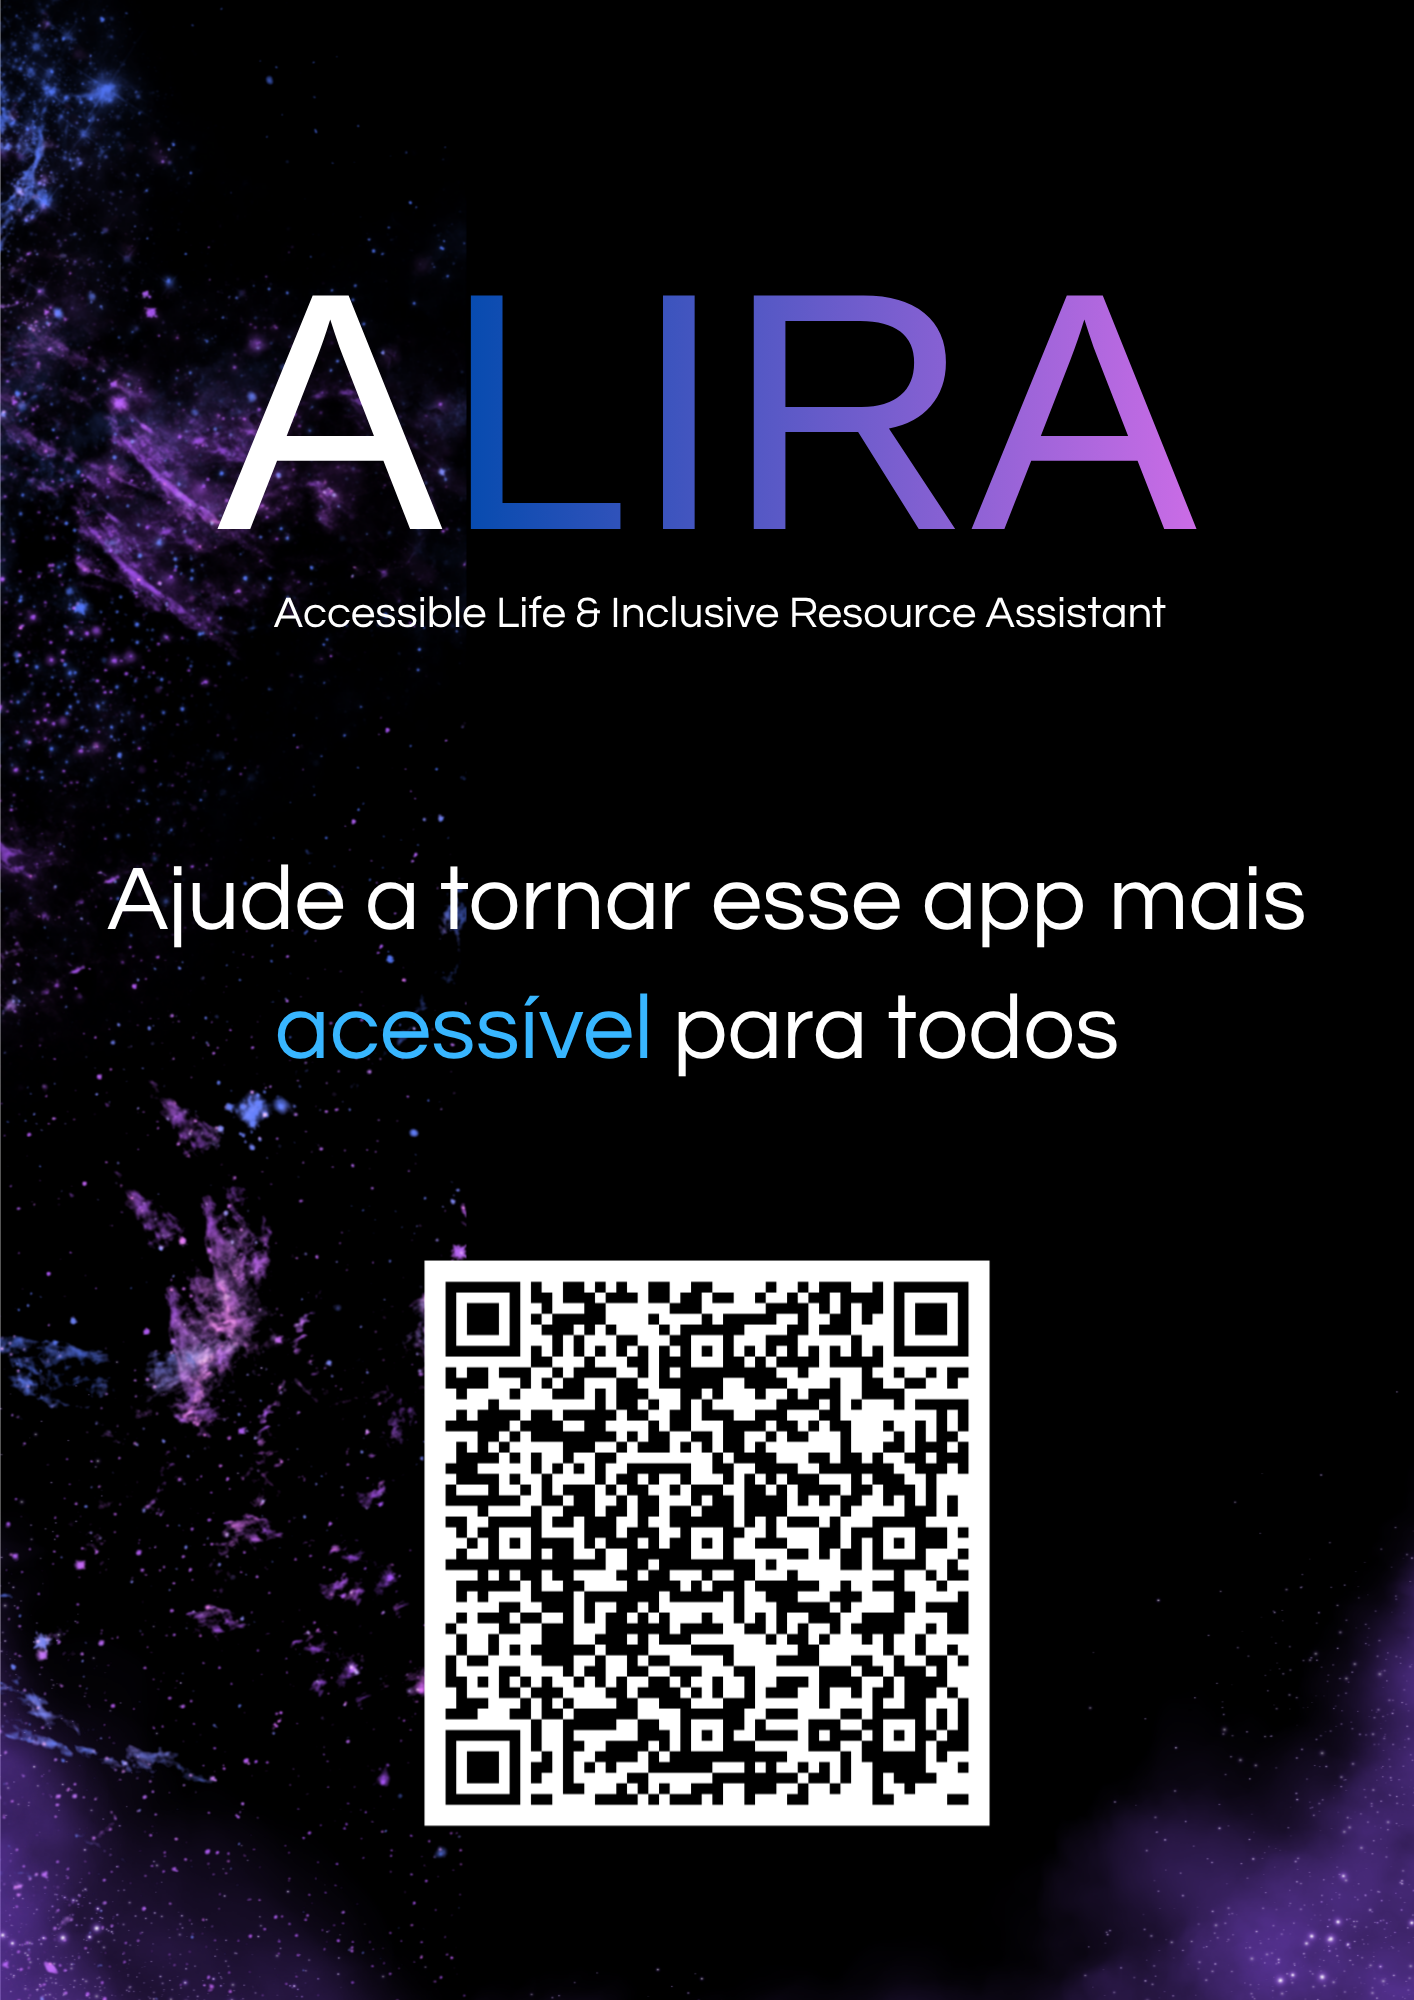 ALIRA
Accessible Life & Inclusive Resource Assistant
Ajude a tornar esse app mais
acessível para todos